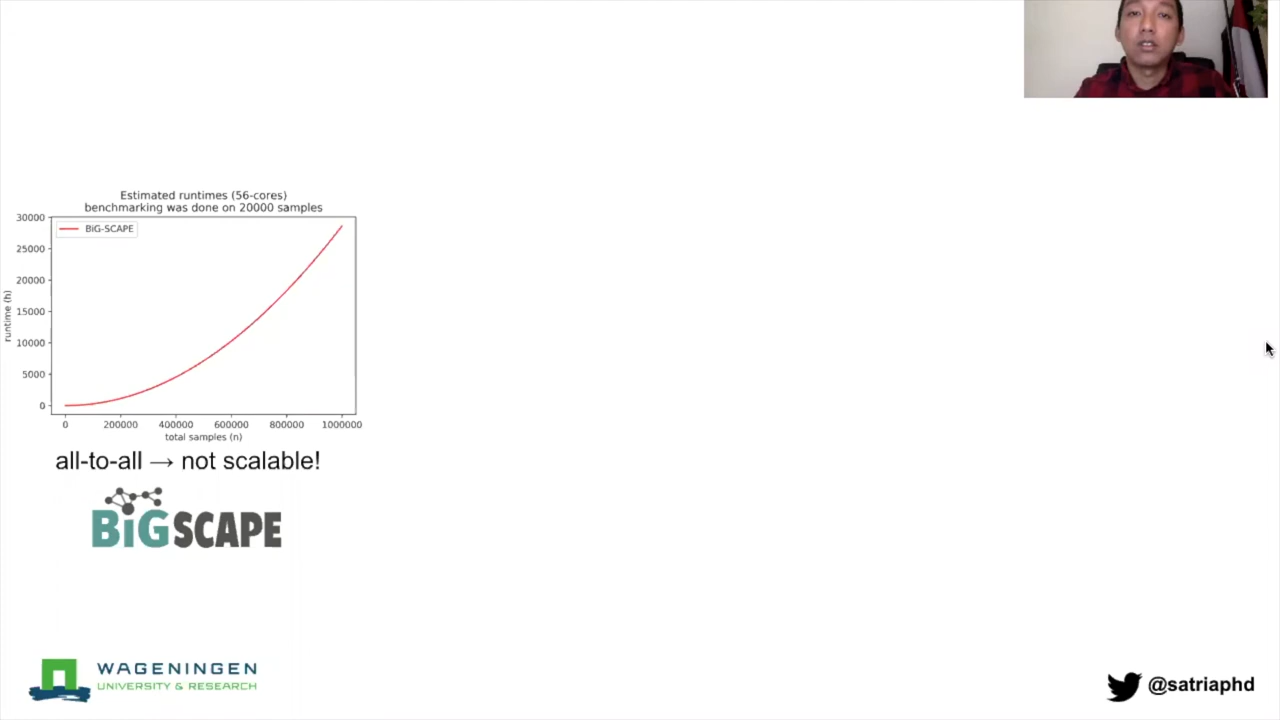 Estimated runtimes (56-cores)
benchmarking was done on 20000 samples
30000
25000
20000
15000
10000
5000
0
runtime (h)
BiG-SCAPE
0 200000 400000 600000 800000 1000000
total samples (n)
all-to-all → not scalable!
BiGSCAPE
WAGENINGEN
UNIVERSITY & RESEARCH
@satriaphd